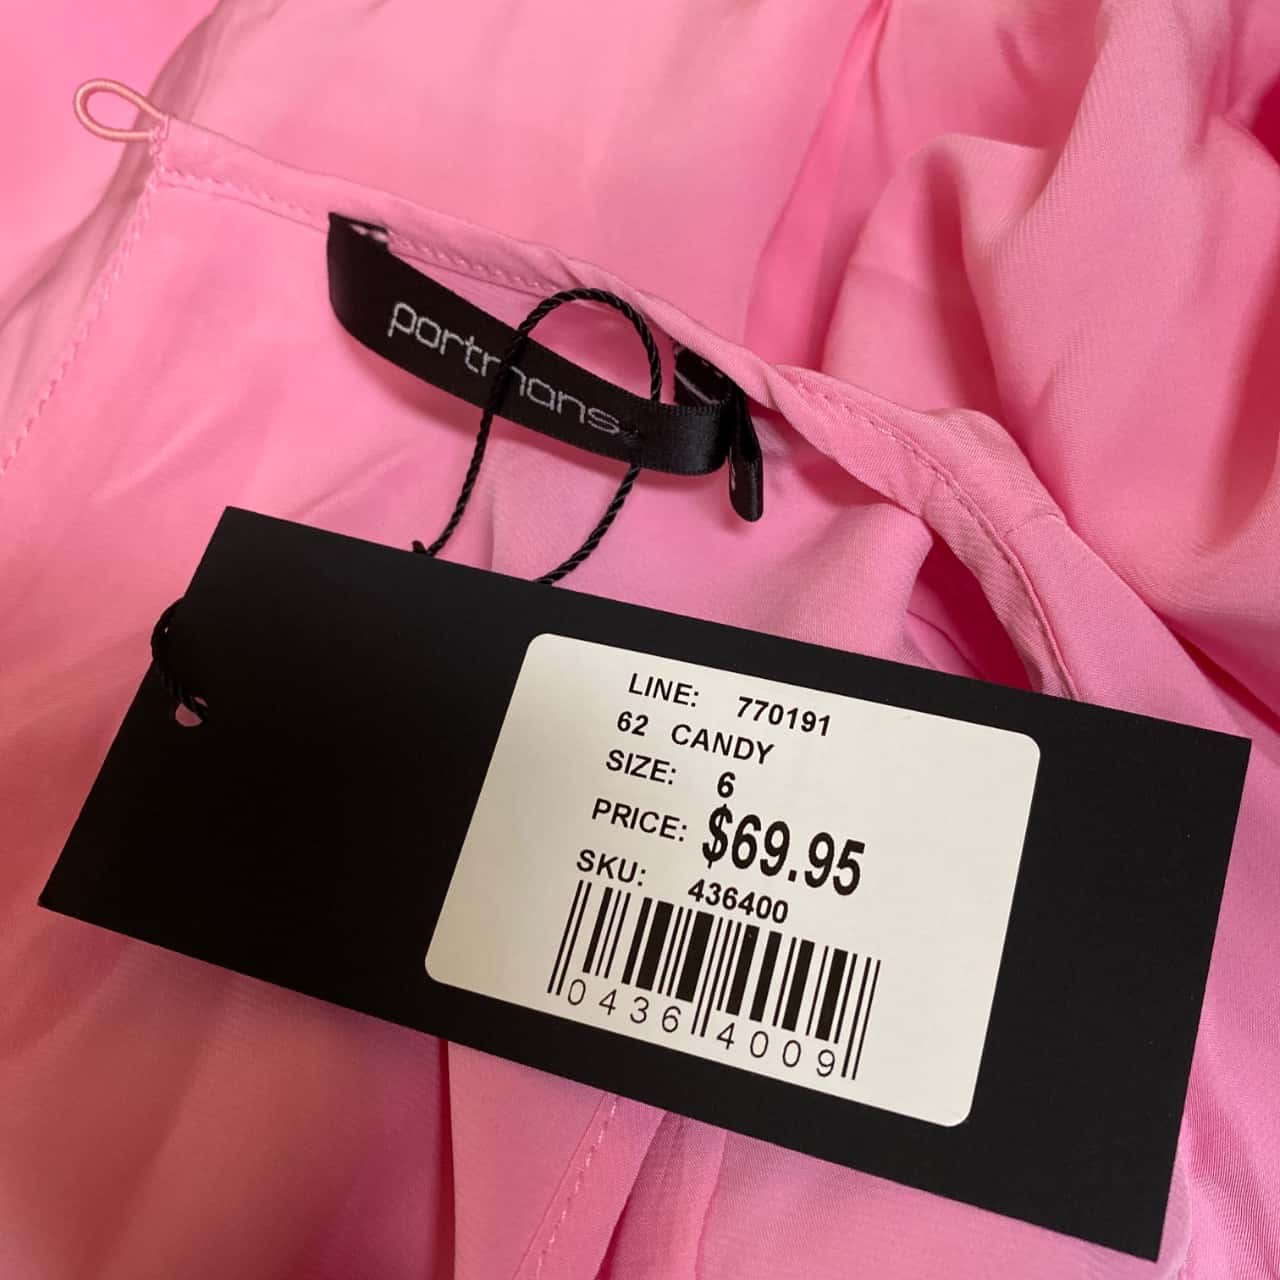 portmans
LINE: 770191
62 CANDY
SIZE: 6
PRICE: $69.95
SKU: 436400
0436 4009